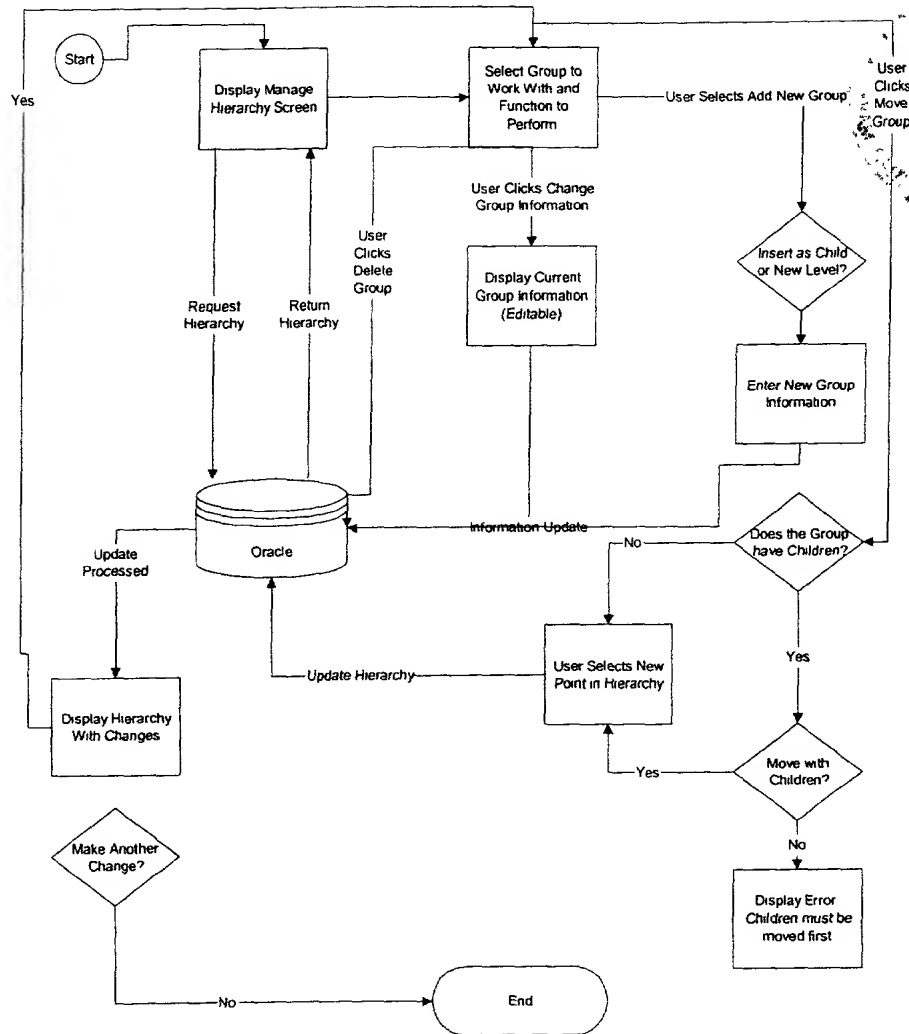 Start
Yes
Display Manage
Hierarchy Screen
Select Group to
Work With and
Function to
Perform
User Selects Add New Group
User
Clicks
Move
Group
User Clicks Change
Group Information
User
Clicks
Delete
Group
Insert as Child
or New Level?
Display Current
Group Information
(Editable)
Request
Hierarchy
Return
Hierarchy
Enter New Group
Information
Oracle
Information Update
Does the Group
have Children?
No
Update
Processed
Yes
User Selects New
Point in Hierarchy
Update Hierarchy
Display Hierarchy
With Changes
Move with
Children?
Yes
No
Make Another
Change?
Display Error
Children must be
moved first
No
End